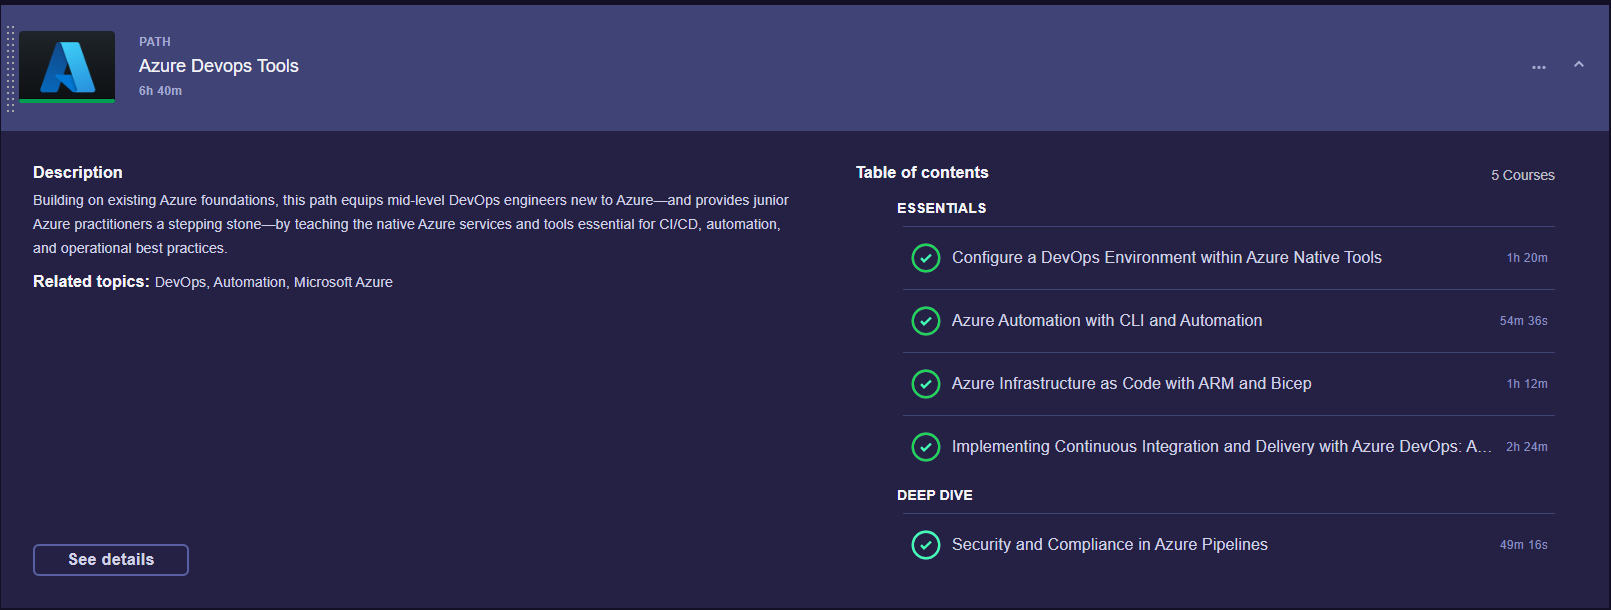 PATH
Azure Devops Tools
6h 40m
Description
Building on existing Azure foundations, this path equips mid-level DevOps engineers new to Azure—and provides junior
Azure practitioners a stepping stone—by teaching the native Azure services and tools essential for CI/CD, automation,
and operational best practices.
Related topics: DevOps, Automation, Microsoft Azure
See details
Table of contents
5 Courses
ESSENTIALS
Configure a DevOps Environment within Azure Native Tools 1h 20m
Azure Automation with CLI and Automation 54m 36s
Azure Infrastructure as Code with ARM and Bicep 1h 12m
Implementing Continuous Integration and Delivery with Azure DevOps: A... 2h 24m
DEEP DIVE
Security and Compliance in Azure Pipelines 49m 16s